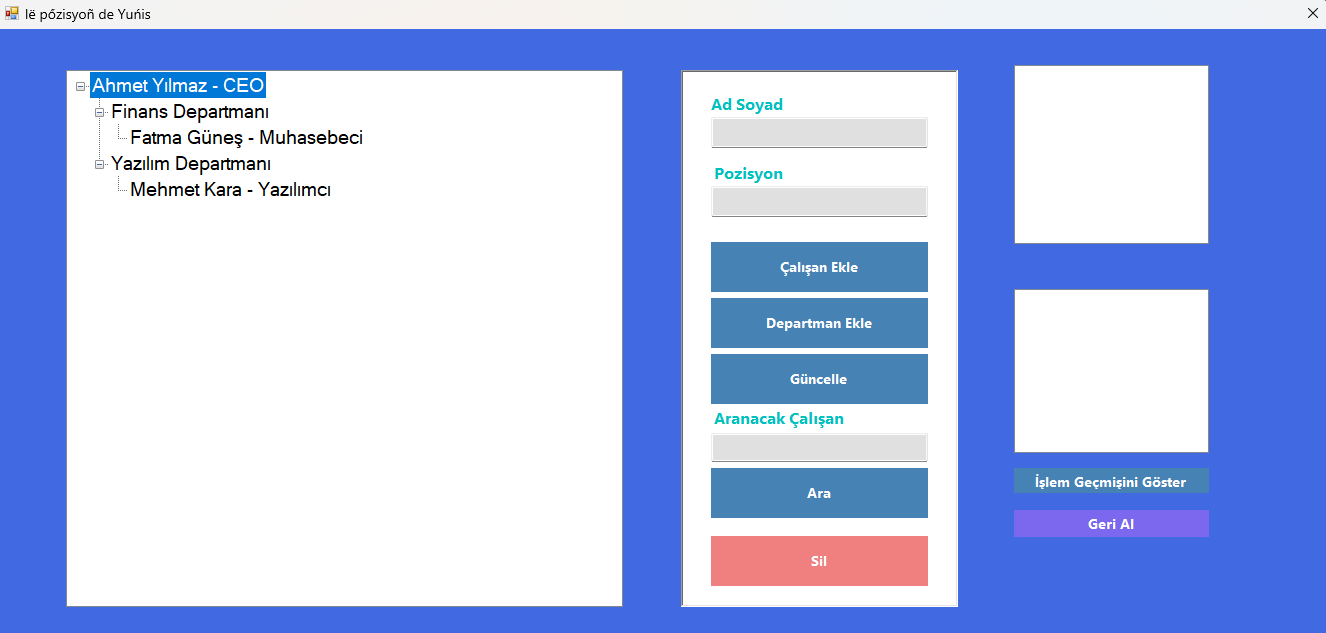 Ië pózisyoñ de Yuńis
Ahmet Yılmaz - CEO
Finans Departmanı
Fatma Güneş - Muhasebeci
Yazılım Departmanı
Mehmet Kara - Yazılımcı
Ad Soyad
Pozisyon
Çalışan Ekle
Departman Ekle
Güncelle
Aranacak Çalışan
Ara
Sil
İşlem Geçmişini Göster
Geri Al